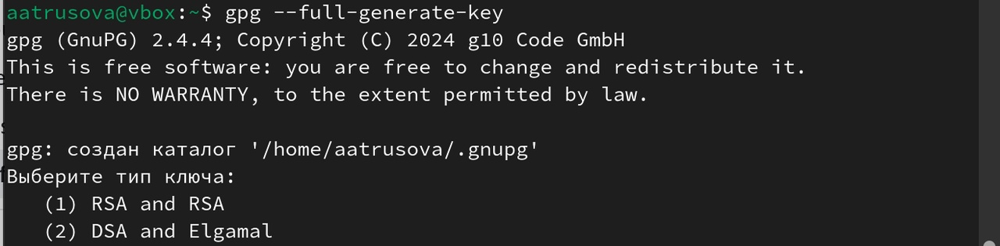 aatrusova@vbox:~$ gpg --full-generate-key
gpg (GnuPG) 2.4.4; Copyright (C) 2024 g10 Code GmbH
This is free software: you are free to change and redistribute it.
There is NO WARRANTY, to the extent permitted by law.
gpg: создан каталог '/home/aatrusova/.gnupg'
Выберите тип ключа:
(1) RSA and RSA
(2) DSA and Elgamal